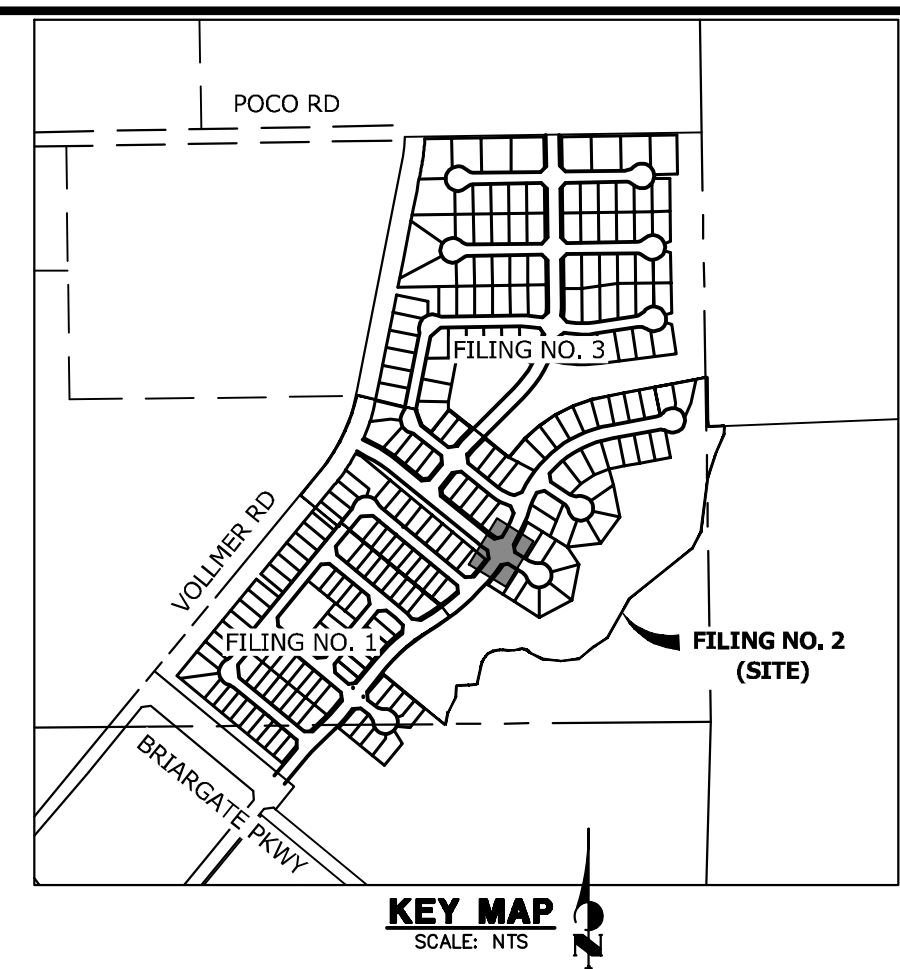 POCO RD
FILING NO. 3
VOLLMER RD
FILING NO. 1
FILING NO. 2
(SITE)
BRIARGATE PKWY
KEY MAP
SCALE: NTS
N